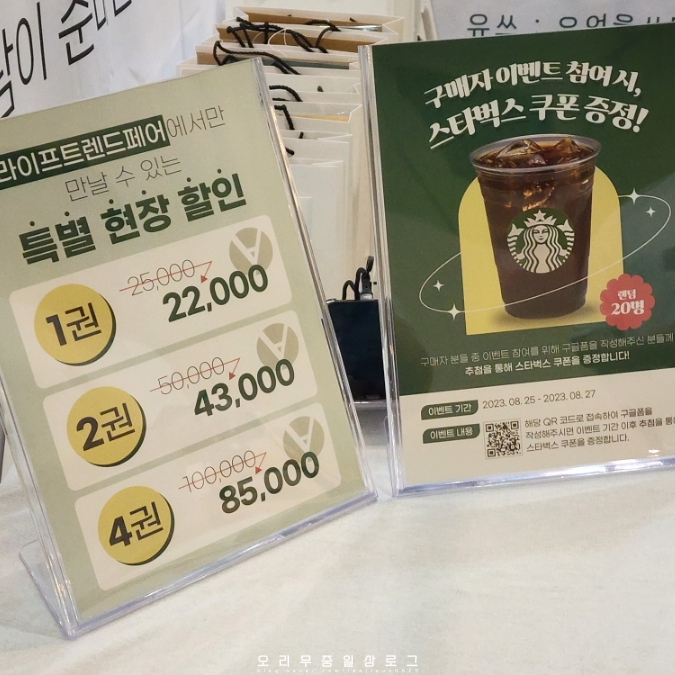 라이프트렌드페어에서만
만날 수 있는
특별 현장 할인
1권
25,000
22,000
2권
50,000
43,000
4권
100,000
85,000
구매자 이벤트 참여 시,
스타벅스 쿠폰 증정!
랜덤
20명
구매자 분들 중 이벤트 참여를 위해 구글폼을 작성해주신 분들께
추첨을 통해 스타벅스 쿠폰을 증정합니다!
이벤트 기간
2023. 08. 25 - 2023. 08. 27
이벤트 내용
해당 QR 코드로 접속하여 구글폼을
작성해주시면 이벤트 기간 이후 추첨을 통해
스타벅스 쿠폰을 증정합니다.
오리무중일상로그